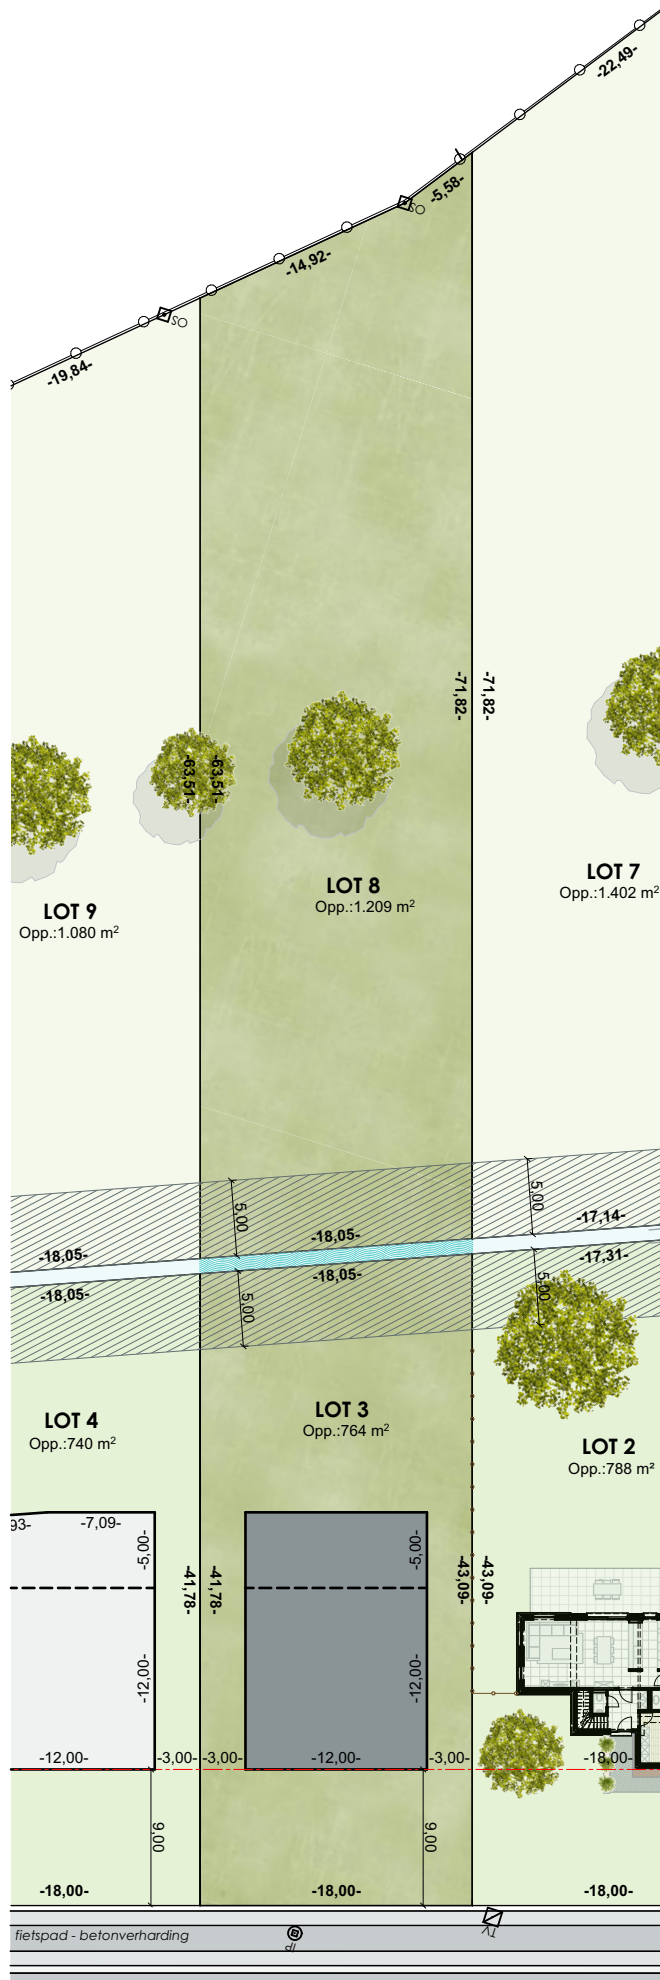 -22,49-
-5,58-
SO
-14,92-
SO
-19,84-
-71,82-
-71,82-
-63,51-
-63,51-
LOT 7
Opp.:1.402 m²
LOT 8
Opp.:1.209 m²
LOT 9
Opp.:1.080 m²
5,00
5,00
-17,14-
-18,05-
-18,05-
-17,31-
-18,05-
-18,05-
5,00
5,00
LOT 3
Opp.:764 m²
LOT 4
Opp.:740 m²
LOT 2
Opp.:788 m²
93-
-7,09-
-5,00-
-5,00-
-41,78-
-41,78-
-43,09-
-43,09-
-12,00-
-12,00-
-12,00-
-3,00-
-3,00-
-12,00-
-3,00-
-18,00-
9,00
9,00
-18,00-
-18,00-
-18,00-
TV
fietspad - betonverharding
IP